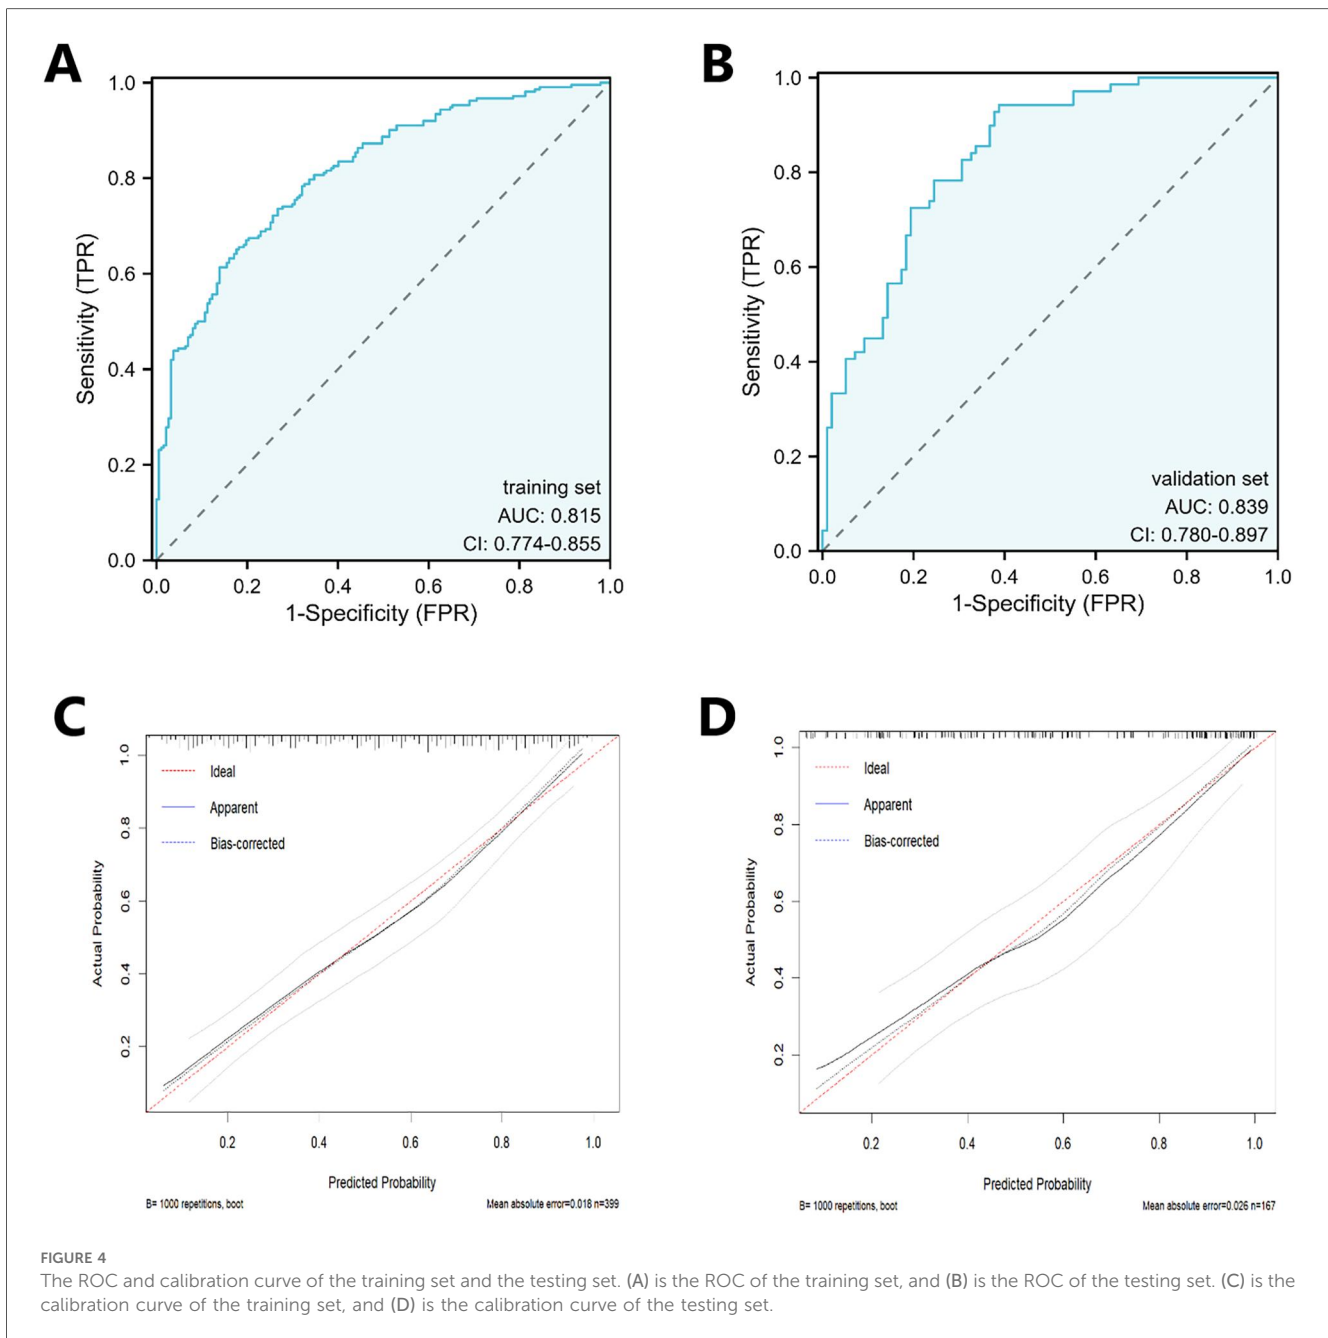 A
1.0
0.8
0.6
0.4
0.2
0.0
Sensitivity (TPR)
training set
AUC: 0.815
CI: 0.774-0.855
0.0 0.2 0.4 0.6 0.8 1.0
1-Specificity (FPR)
B
1.0
0.8
0.6
0.4
0.2
0.0
Sensitivity (TPR)
validation set
AUC: 0.839
CI: 0.780-0.897
0.0 0.2 0.4 0.6 0.8 1.0
1-Specificity (FPR)
C
1.0
0.8
0.6
0.4
0.2
Actual Probability
Ideal
Apparent
Bias-corrected
0.2 0.4 0.6 0.8 1.0
Predicted Probability
B= 1000 repetitions, boot
Mean absolute error=0.018 n=399
D
1.0
0.8
0.6
0.4
0.2
Actual Probability
Ideal
Apparent
Bias-corrected
0.2 0.4 0.6 0.8 1.0
Predicted Probability
B= 1000 repetitions, boot
Mean absolute error=0.026 n=167
FIGURE 4
The ROC and calibration curve of the training set and the testing set. (A) is the ROC of the training set, and (B) is the ROC of the testing set. (C) is the
calibration curve of the training set, and (D) is the calibration curve of the testing set.